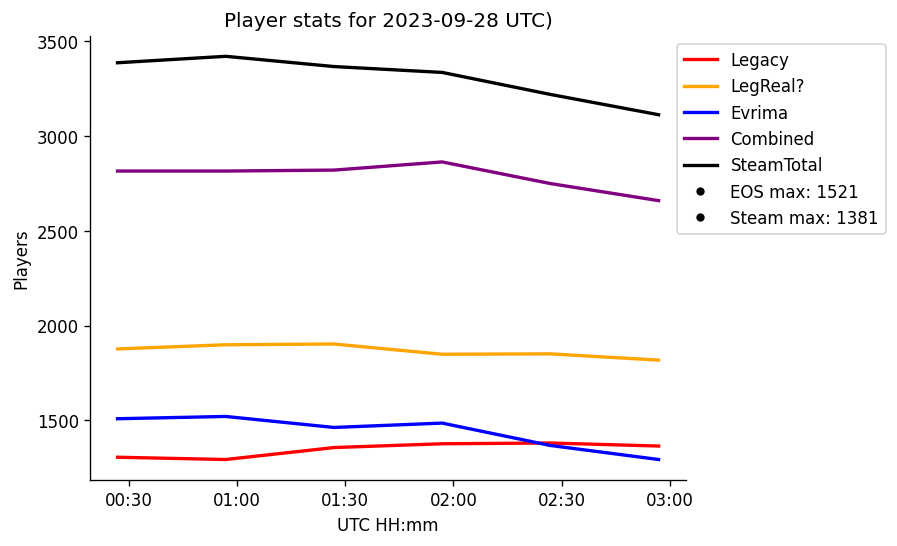 Player stats for 2023-09-28 UTC)
3500
3000
2500
2000
1500
Players
00:30 01:00 01:30 02:00 02:30 03:00
UTC HH:mm
Legacy
LegReal?
Evrima
Combined
SteamTotal
EOS max: 1521
Steam max: 1381